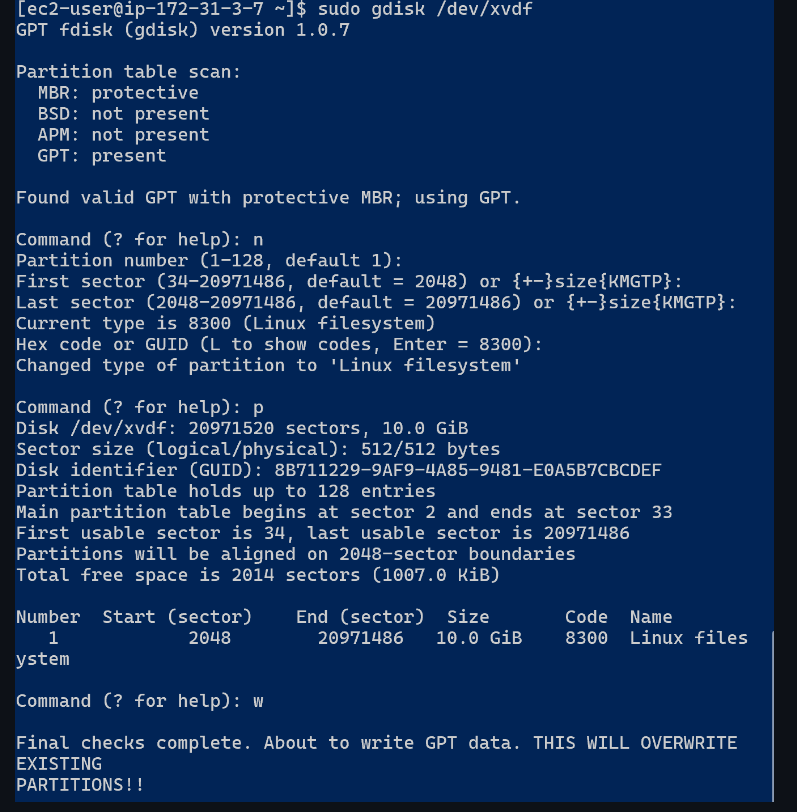 [ec2-user@ip-172-31-3-7 ~]$ sudo gdisk /dev/xvdf
GPT fdisk (gdisk) version 1.0.7
Partition table scan:
MBR: protective
BSD: not present
APM: not present
GPT: present
Found valid GPT with protective MBR; using GPT.
Command (? for help): n
Partition number (1-128, default 1):
First sector (34-20971486, default = 2048) or {+-}size{KMGTP}:
Last sector (2048-20971486, default = 20971486) or {+-}size{KMGTP}:
Current type is 8300 (Linux filesystem)
Hex code or GUID (L to show codes, Enter = 8300):
Changed type of partition to 'Linux filesystem'
Command (? for help): p
Disk /dev/xvdf: 20971520 sectors, 10.0 GiB
Sector size (logical/physical): 512/512 bytes
Disk identifier (GUID): 8B711229-9AF9-4A85-9481-E0A5B7CBCDEF
Partition table holds up to 128 entries
Main partition table begins at sector 2 and ends at sector 33
First usable sector is 34, last usable sector is 20971486
Partitions will be aligned on 2048-sector boundaries
Total free space is 2014 sectors (1007.0 KiB)
Number  Start (sector)    End (sector)  Size       Code  Name
1            2048        20971486   10.0 GiB    8300  Linux files
ystem
Command (? for help): w
Final checks complete. About to write GPT data. THIS WILL OVERWRITE
EXISTING
PARTITIONS!!